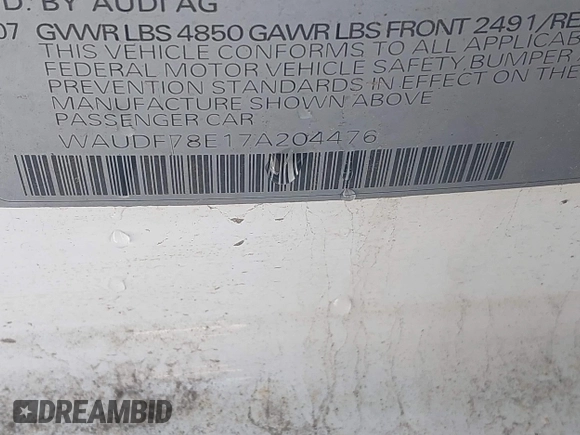 D. BY AUDI AG
07 GVWR LBS 4850 GAWR LBS FRONT 2491/RE
THIS VEHICLE CONFORMS TO ALL APPLICAB
FEDERAL MOTOR VEHICLE SAFETY, BUMPER
PREVENTION STANDARDS IN EFFECT ON THE
MANUFACTURE SHOWN ABOVE
PASSENGER CAR
WAUDF78E17A204476
DREAMBID